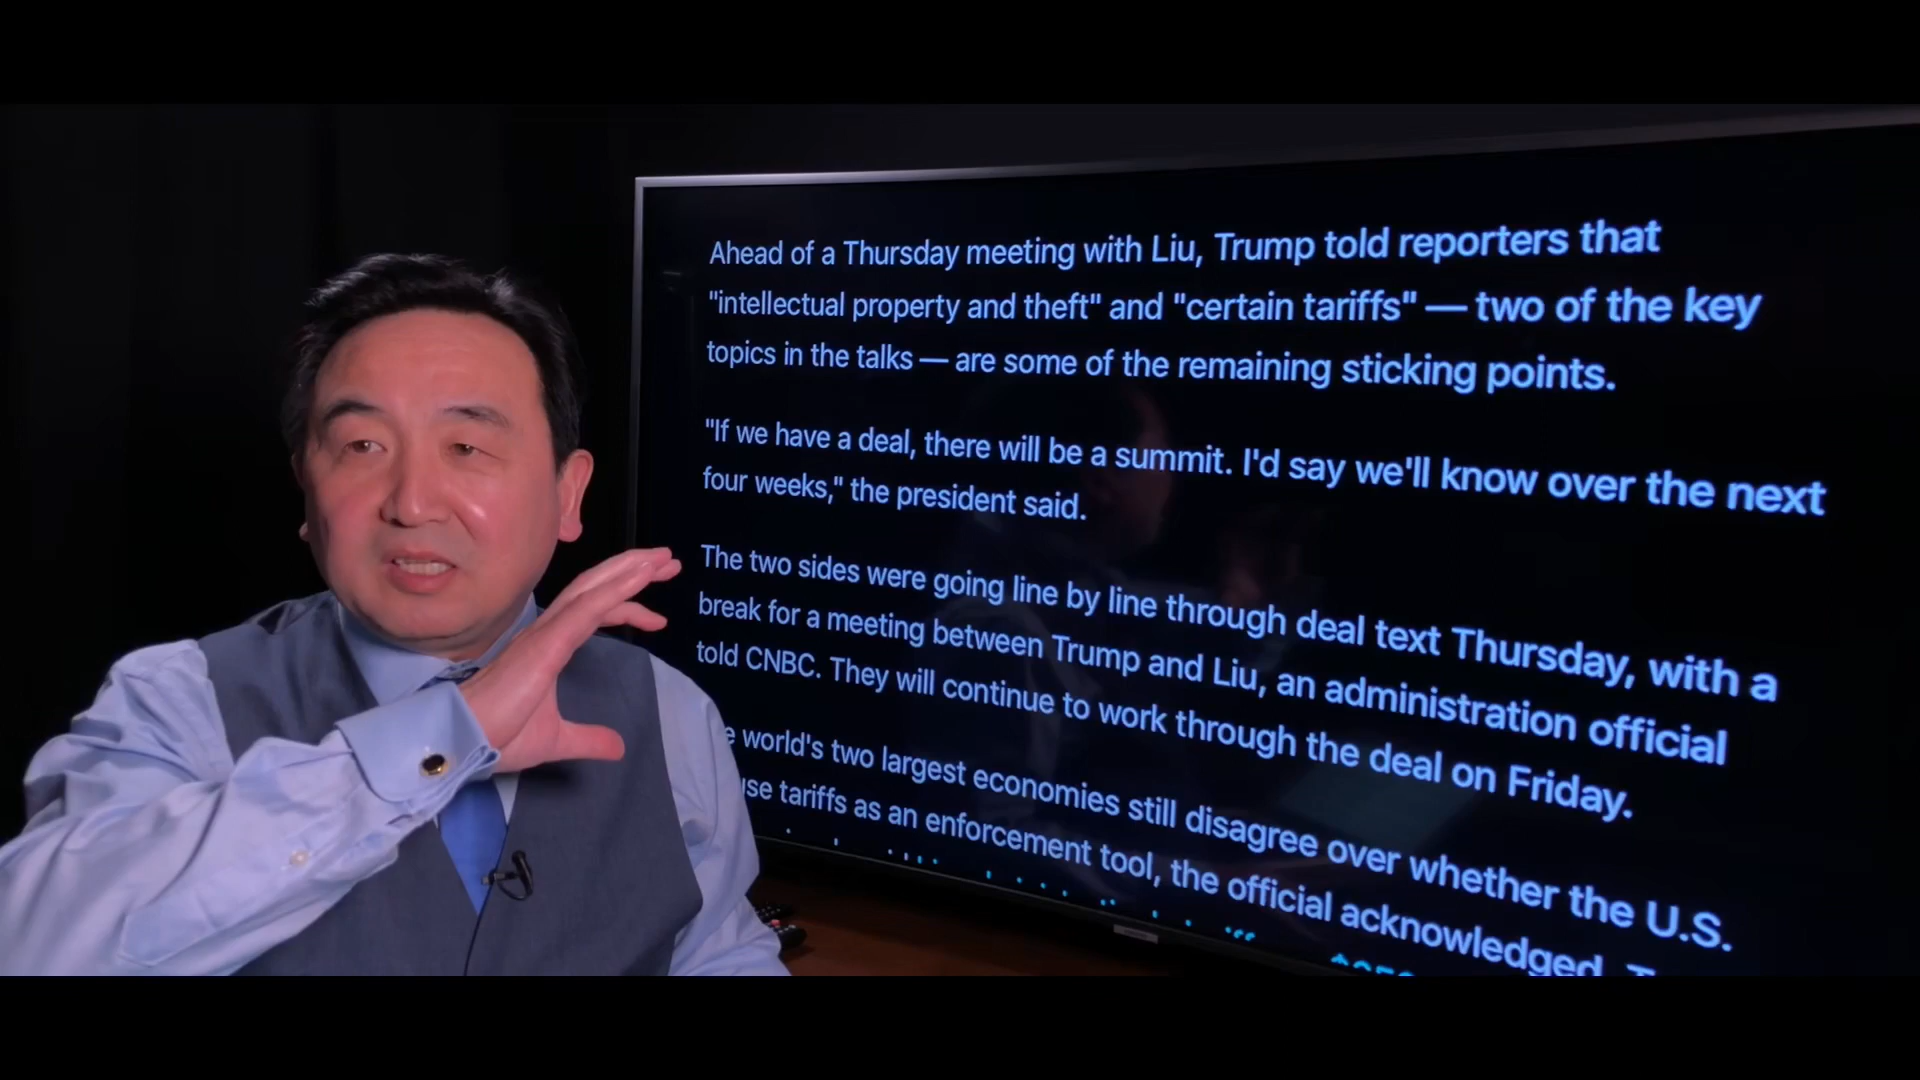 Ahead of a Thursday meeting with Liu, Trump told reporters that
"intellectual property and theft" and "certain tariffs" — two of the key
topics in the talks — are some of the remaining sticking points.
"If we have a deal, there will be a summit. I'd say we'll know over the next
four weeks," the president said.
The two sides were going line by line through deal text Thursday, with a
break for a meeting between Trump and Liu, an administration official
told CNBC. They will continue to work through the deal on Friday.
world's two largest economies still disagree over whether the U.S.
tariffs as an enforcement tool, the official acknowledged.